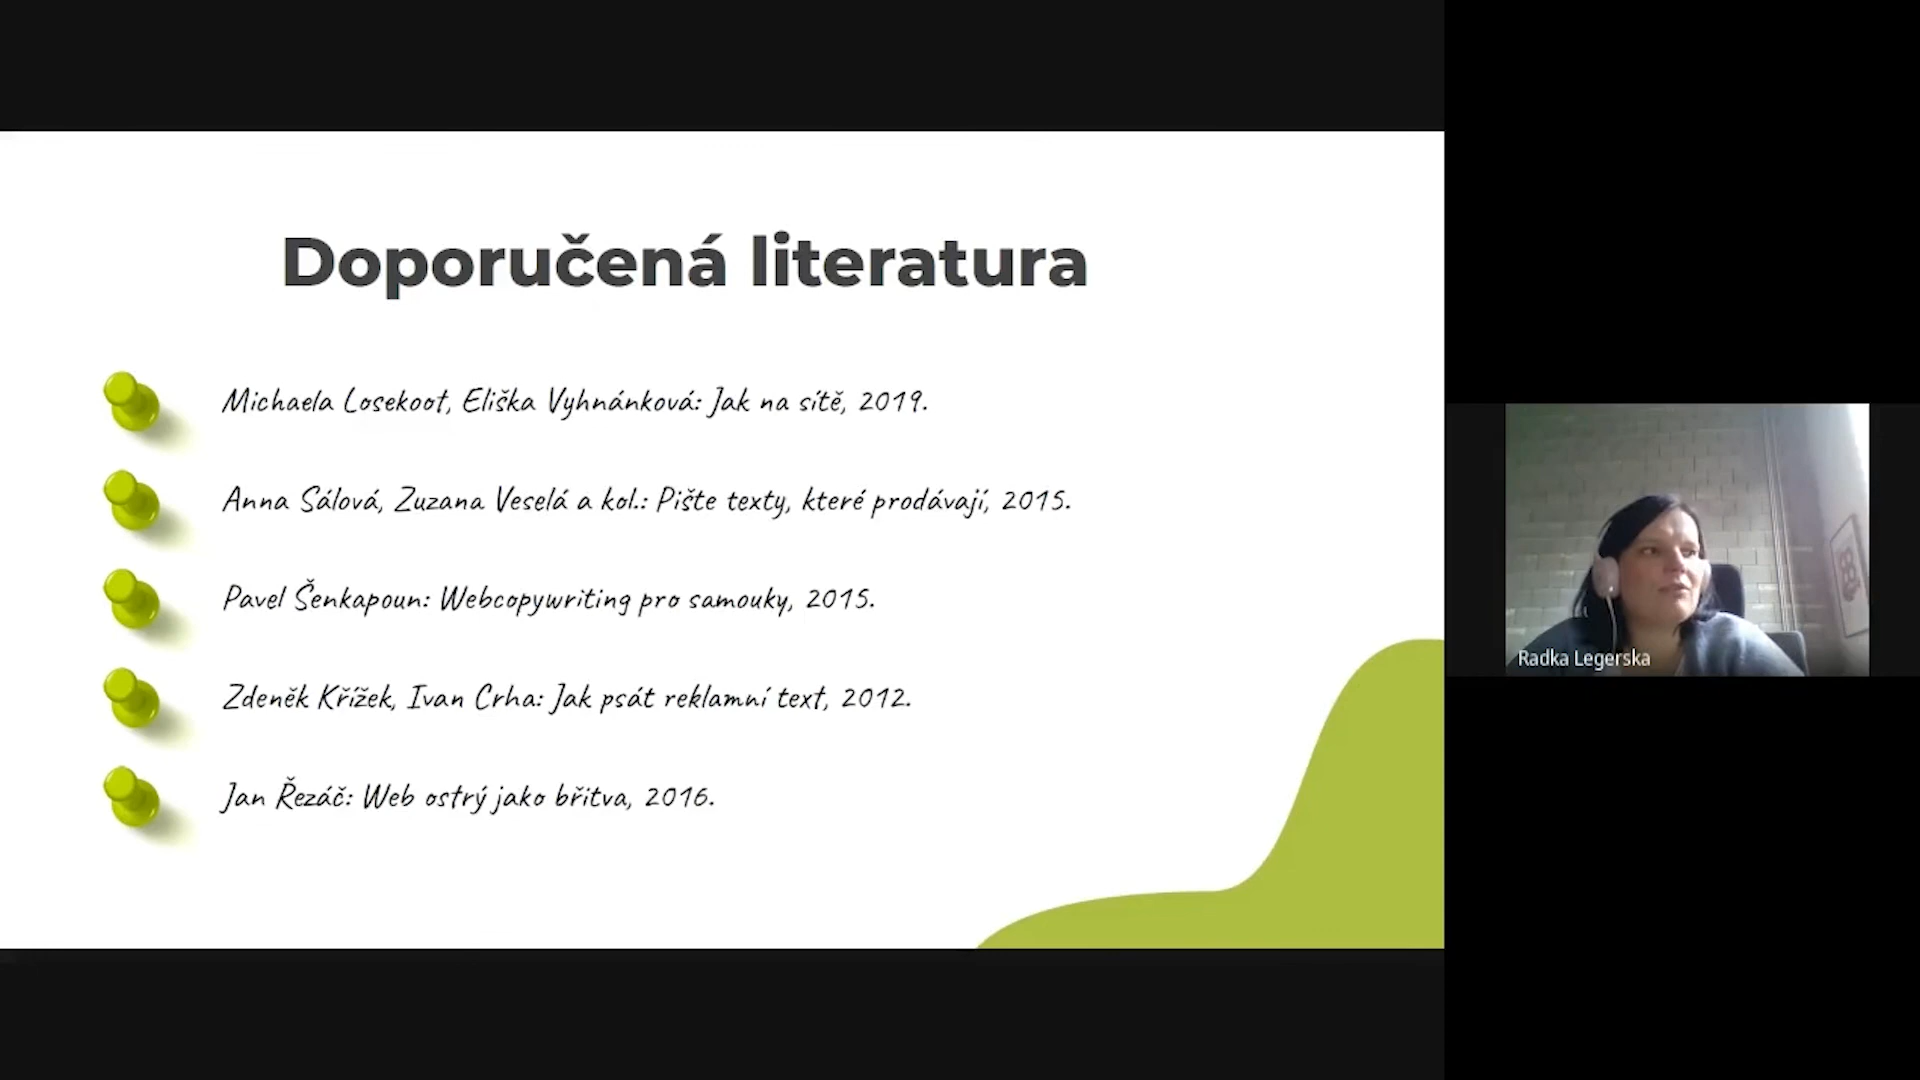 Doporučená literatura
Michaela Losekoot, Eliška Vyhnánková: Jak na sítě, 2019.
Anna Sálová, Zuzana Veselá a kol.: Pište texty, které prodávají, 2015.
Pavel Šenkapoun: Webcopywriting pro samouky, 2015.
Zdeněk Křížek, Ivan Crha: Jak psát reklamní text, 2012.
Jan Řezáč: Web ostrý jako břitva, 2016.
Radka Legerska